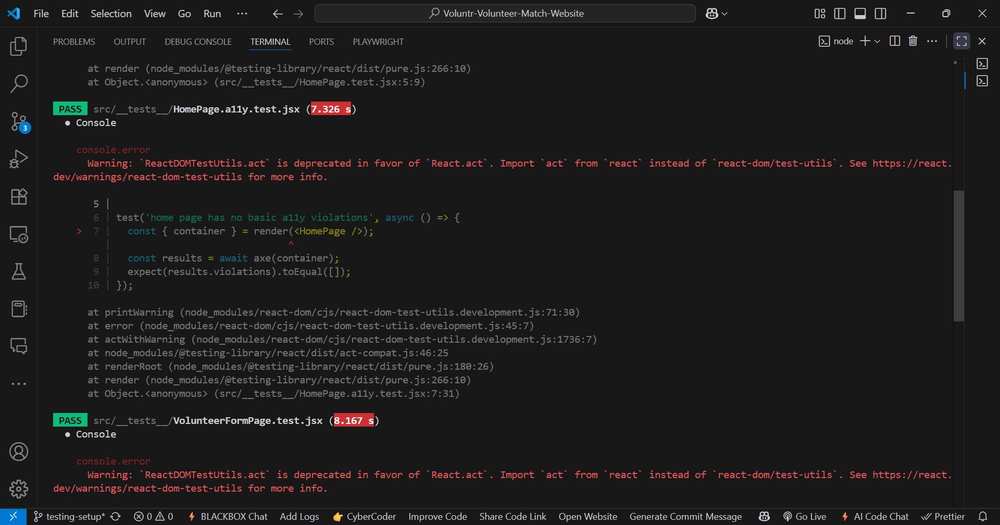 File Edit Selection View Go Run ··· Voluntr-Volunteer-Match-Website
PROBLEMS OUTPUT DEBUG CONSOLE TERMINAL PORTS PLAYWRIGHT node
at render (node_modules/@testing-library/react/dist/pure.js:266:10)
at Object.<anonymous> (src/__tests__/HomePage.test.jsx:5:9)
PASS src/__tests__/HomePage.a11y.test.jsx (7.326 s)
● Console
console.error
Warning: `ReactDOMTestUtils.act` is deprecated in favor of `React.act`. Import `act` from `react` instead of `react-dom/test-utils`. See https://react.
dev/warnings/react-dom-test-utils for more info.
5 |
6 | test('home page has no basic a11y violations', async () => {
> 7 | const { container } = render(<HomePage />);
| ^
8 | const results = await axe(container);
9 | expect(results.violations).toEqual([]);
10 | });
at printWarning (node_modules/react-dom/cjs/react-dom-test-utils.development.js:71:30)
at error (node_modules/react-dom/cjs/react-dom-test-utils.development.js:45:7)
at actWithWarning (node_modules/react-dom/cjs/react-dom-test-utils.development.js:1736:7)
at node_modules/@testing-library/react/dist/act-compat.js:46:25
at renderRoot (node_modules/@testing-library/react/dist/pure.js:180:26)
at render (node_modules/@testing-library/react/dist/pure.js:266:10)
at Object.<anonymous> (src/__tests__/HomePage.a11y.test.jsx:7:31)
PASS src/__tests__/VolunteerFormPage.test.jsx (8.167 s)
● Console
console.error
Warning: `ReactDOMTestUtils.act` is deprecated in favor of `React.act`. Import `act` from `react` instead of `react-dom/test-utils`. See https://react.
dev/warnings/react-dom-test-utils for more info.
3
testing-setup* 0 0 BLACKBOX Chat Add Logs CyberCoder Improve Code Share Code Link Open Website Generate Commit Message Go Live AI Code Chat Prettier